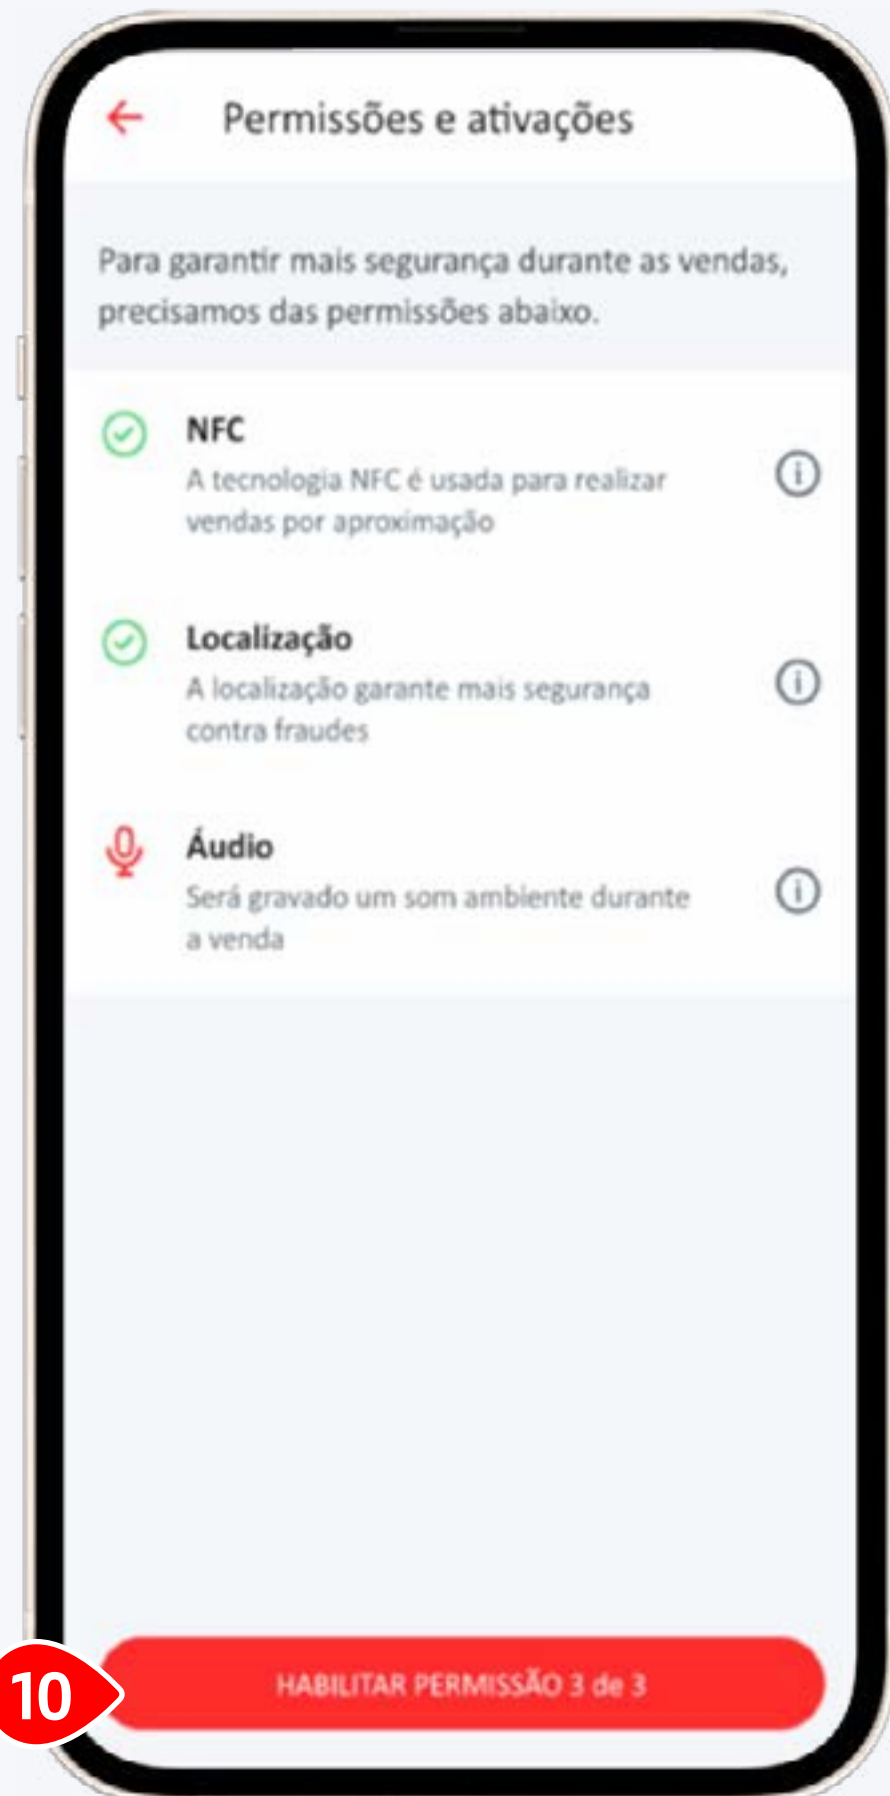 Permissões e ativações
Para garantir mais segurança durante as vendas,
precisamos das permissões abaixo.
NFC
A tecnologia NFC é usada para realizar
vendas por aproximação
Localização
A localização garante mais segurança
contra fraudes
Áudio
Será gravado um som ambiente durante
a venda
10
HABILITAR PERMISSÃO 3 de 3